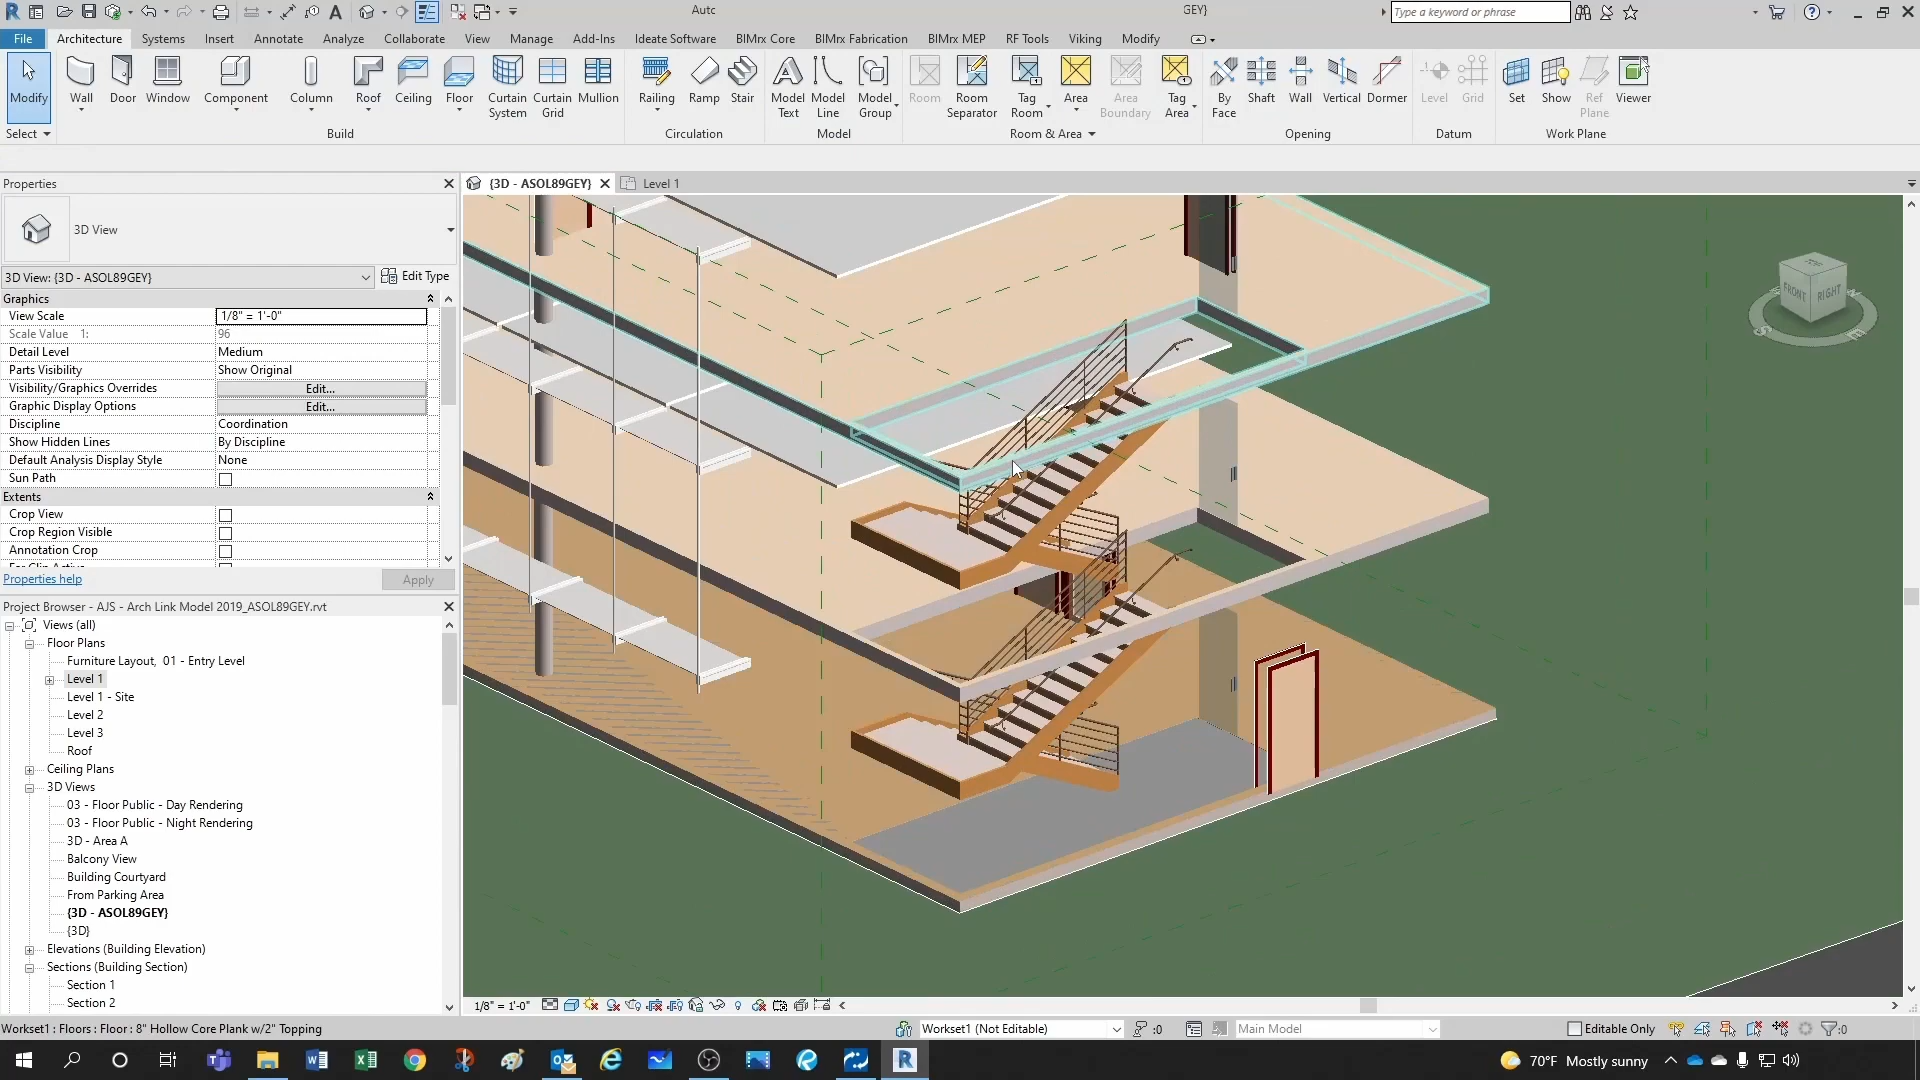 Autc
GEY}
Type a keyword or phrase
File
Architecture
Systems
Insert
Annotate
Analyze
Collaborate
View
Manage
Add-Ins
Ideate Software
BIMrx Core
BIMrx Fabrication
BIMrx MEP
RF Tools
Viking
Modify
Modify
Wall
Door
Window
Component
Column
Roof
Ceiling
Floor
Curtain System
Curtain Grid
Mullion
Railing
Ramp
Stair
Model Text
Model Line
Model Group
Room
Room Separator
Tag Room
Area
Area Boundary
Tag Area
By Face
Shaft
Wall
Vertical
Dormer
Level
Grid
Set
Show
Ref Plane
Viewer
Select
Build
Circulation
Model
Room & Area
Opening
Datum
Work Plane
Properties
{3D - ASOL89GEY}
Level 1
3D View
3D View: {3D - ASOL89GEY}
Edit Type
Graphics
View Scale 1/8" = 1'-0"
Scale Value 1: 96
Detail Level Medium
Parts Visibility Show Original
Visibility/Graphics Overrides Edit...
Graphic Display Options Edit...
Discipline Coordination
Show Hidden Lines By Discipline
Default Analysis Display Style None
Sun Path
Extents
Crop View
Crop Region Visible
Annotation Crop
Properties help
Apply
Project Browser - AJS - Arch Link Model 2019_ASOL89GEY.rvt
Views (all)
Floor Plans
Furniture Layout, 01 - Entry Level
Level 1
Level 1 - Site
Level 2
Level 3
Roof
Ceiling Plans
3D Views
03 - Floor Public - Day Rendering
03 - Floor Public - Night Rendering
3D - Area A
Balcony View
Building Courtyard
From Parking Area
{3D - ASOL89GEY}
{3D}
Elevations (Building Elevation)
Sections (Building Section)
Section 1
Section 2
TOP
FRONT
RIGHT
S
E
1/8" = 1'-0"
Workset1 : Floors : Floor : 8" Hollow Core Plank w/2" Topping
Workset1 (Not Editable)
:0
Main Model
Editable Only
:0
70°F Mostly sunny